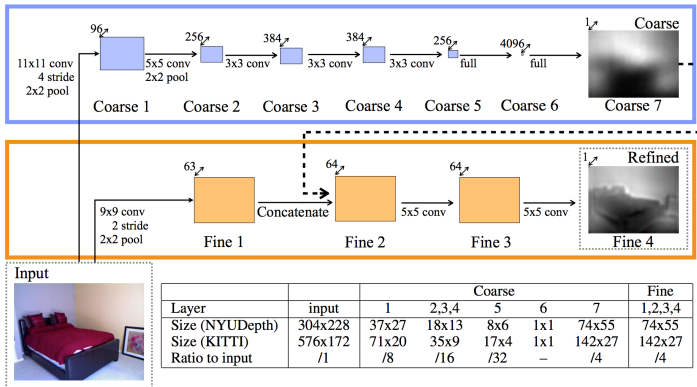 96 256 384 384 256 4096 1 Coarse
11x11 conv
4 stride
2x2 pool
5x5 conv
2x2 pool
3x3 conv 3x3 conv 3x3 conv full full
Coarse 1 Coarse 2 Coarse 3 Coarse 4 Coarse 5 Coarse 6 Coarse 7
63 64 64 1 Refined
9x9 conv
2 stride
2x2 pool
Concatenate 5x5 conv 5x5 conv
Fine 1 Fine 2 Fine 3 Fine 4
Input
Coarse Fine
Layer input 1 2,3,4 5 6 7 1,2,3,4
Size (NYUDepth) 304x228 37x27 18x13 8x6 1x1 74x55 74x55
Size (KITTI) 576x172 71x20 35x9 17x4 1x1 142x27 142x27
Ratio to input /1 /8 /16 /32 – /4 /4